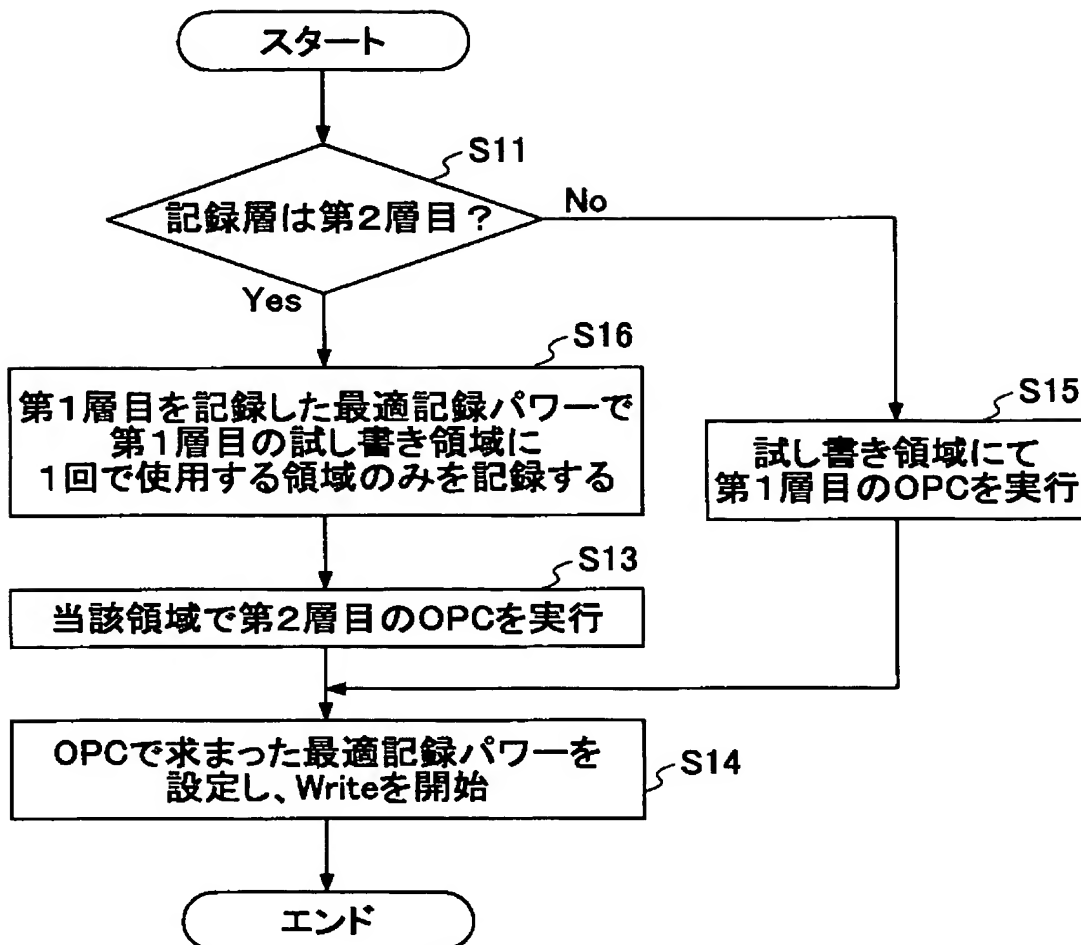 スタート
S11
記録層は第2層目?
No
Yes
S16
第1層目を記録した最適記録パワーで
第1層目の試し書き領域に
1回で使用する領域のみを記録する
S15
試し書き領域にて
第1層目のOPCを実行
S13
当該領域で第2層目のOPCを実行
OPCで求まった最適記録パワーを
設定し、Writeを開始
S14
エンド